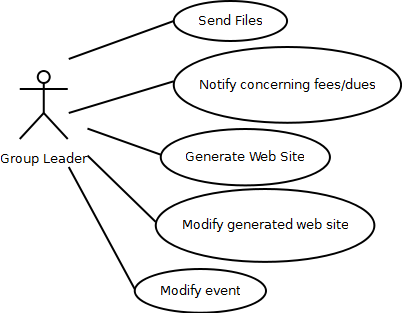 Send Files
Notify concerning fees/dues
Generate Web Site
Group Leader
Modify generated web site
Modify event